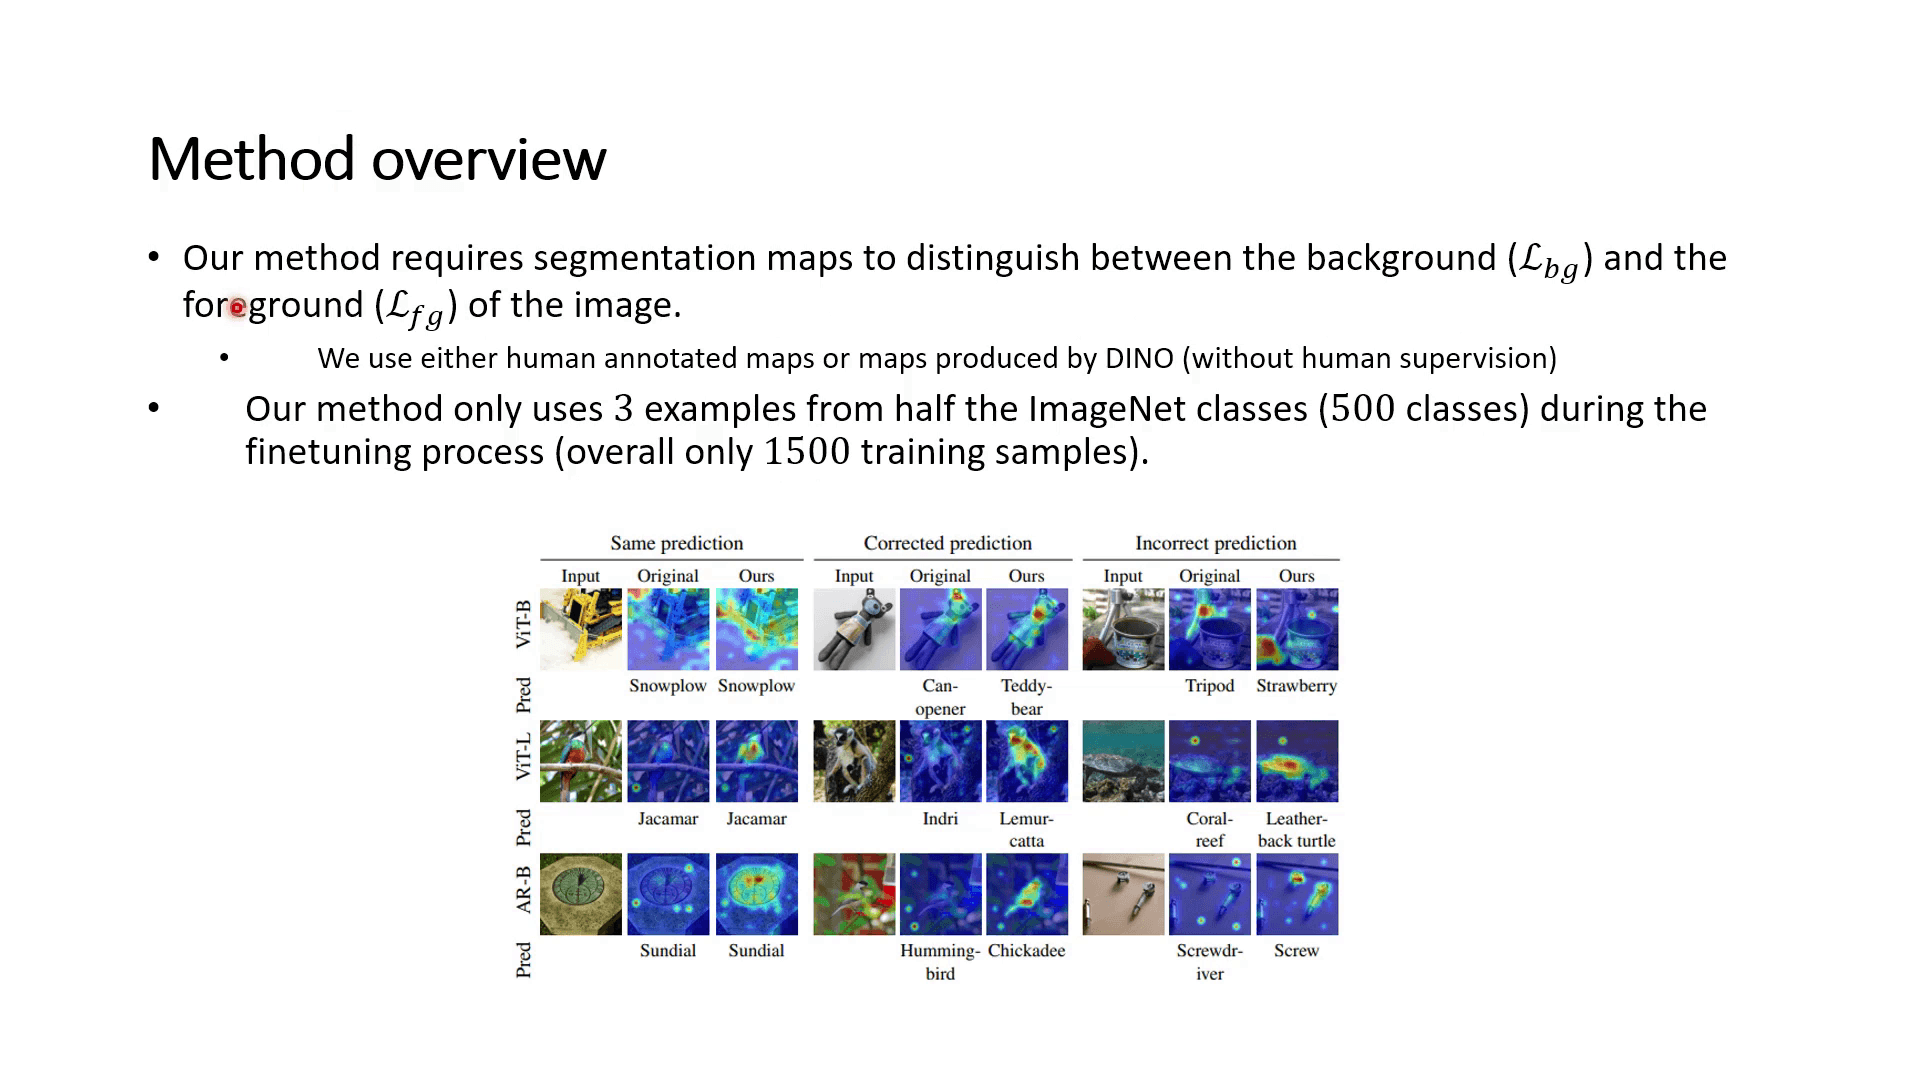 Method overview
• Our method requires segmentation maps to distinguish between the background (ℒbg) and the
foreground (ℒfg) of the image.
• We use either human annotated maps or maps produced by DINO (without human supervision)
• Our method only uses 3 examples from half the ImageNet classes (500 classes) during the
finetuning process (overall only 1500 training samples).
Same prediction Corrected prediction Incorrect prediction
Input Original Ours Input Original Ours Input Original Ours
ViT-B
Pred Snowplow Snowplow Can- Teddy- Tripod Strawberry
opener bear
ViT-L
Pred Jacamar Jacamar Indri Lemur- Coral- Leather-
catta reef back turtle
AR-B
Pred Sundial Sundial Humming- Chickadee Screwdr- Screw
bird iver